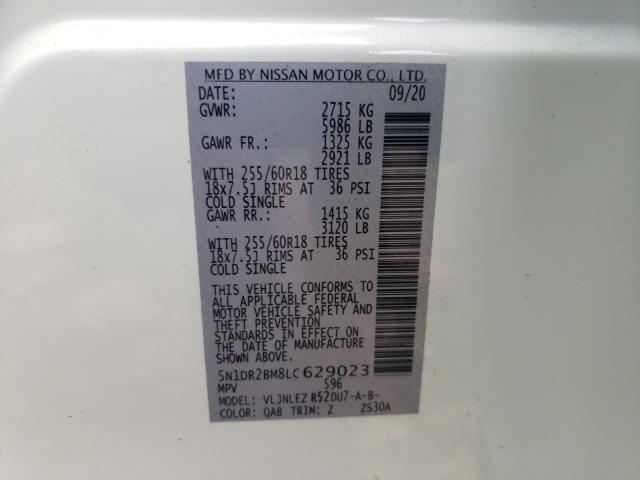 MFD BY NISSAN MOTOR CO., LTD.
DATE: 09/20
GVWR: 2715 KG
5986 LB
GAWR FR.: 1325 KG
2921 LB
WITH 255/60R18 TIRES
18x7.5J RIMS AT 36 PSI
COLD SINGLE
GAWR RR.: 1415 KG
3120 LB
WITH 255/60R18 TIRES
18x7.5J RIMS AT 36 PSI
COLD SINGLE
THIS VEHICLE CONFORMS TO
ALL APPLICABLE FEDERAL
MOTOR VEHICLE SAFETY AND
THEFT PREVENTION
STANDARDS IN EFFECT ON
THE DATE OF MANUFACTURE
SHOWN ABOVE.
5N1DR2BM8LC629023
MPV 596
MODEL: VLJNLEZ R52DU7-A-B-
COLOR: QAB TRIM: Z ZS30A